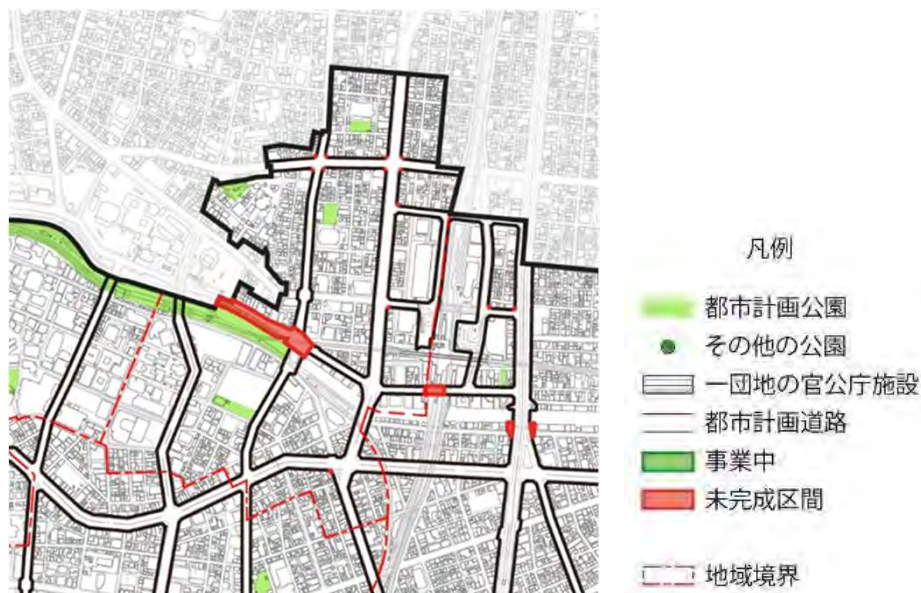 凡例
都市計画公園
その他の公園
一団地の官公庁施設
都市計画道路
事業中
未完成区間
地域境界